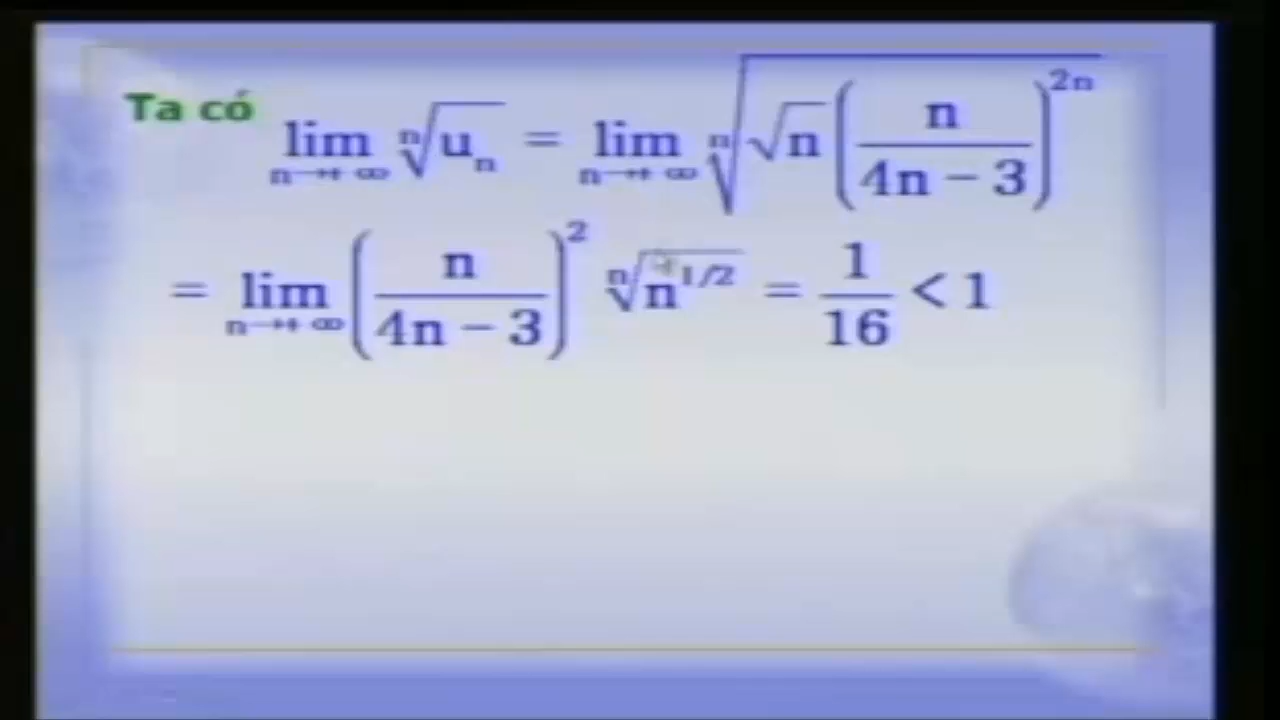 Ta có lim_{n→+∞} ⁿ√(u_n) = lim_{n→+∞} ⁿ√(√n (n/(4n − 3))^{2n})
= lim_{n→+∞} (n/(4n − 3))^2 ⁿ√(n^{1/2}) = 1/16 < 1